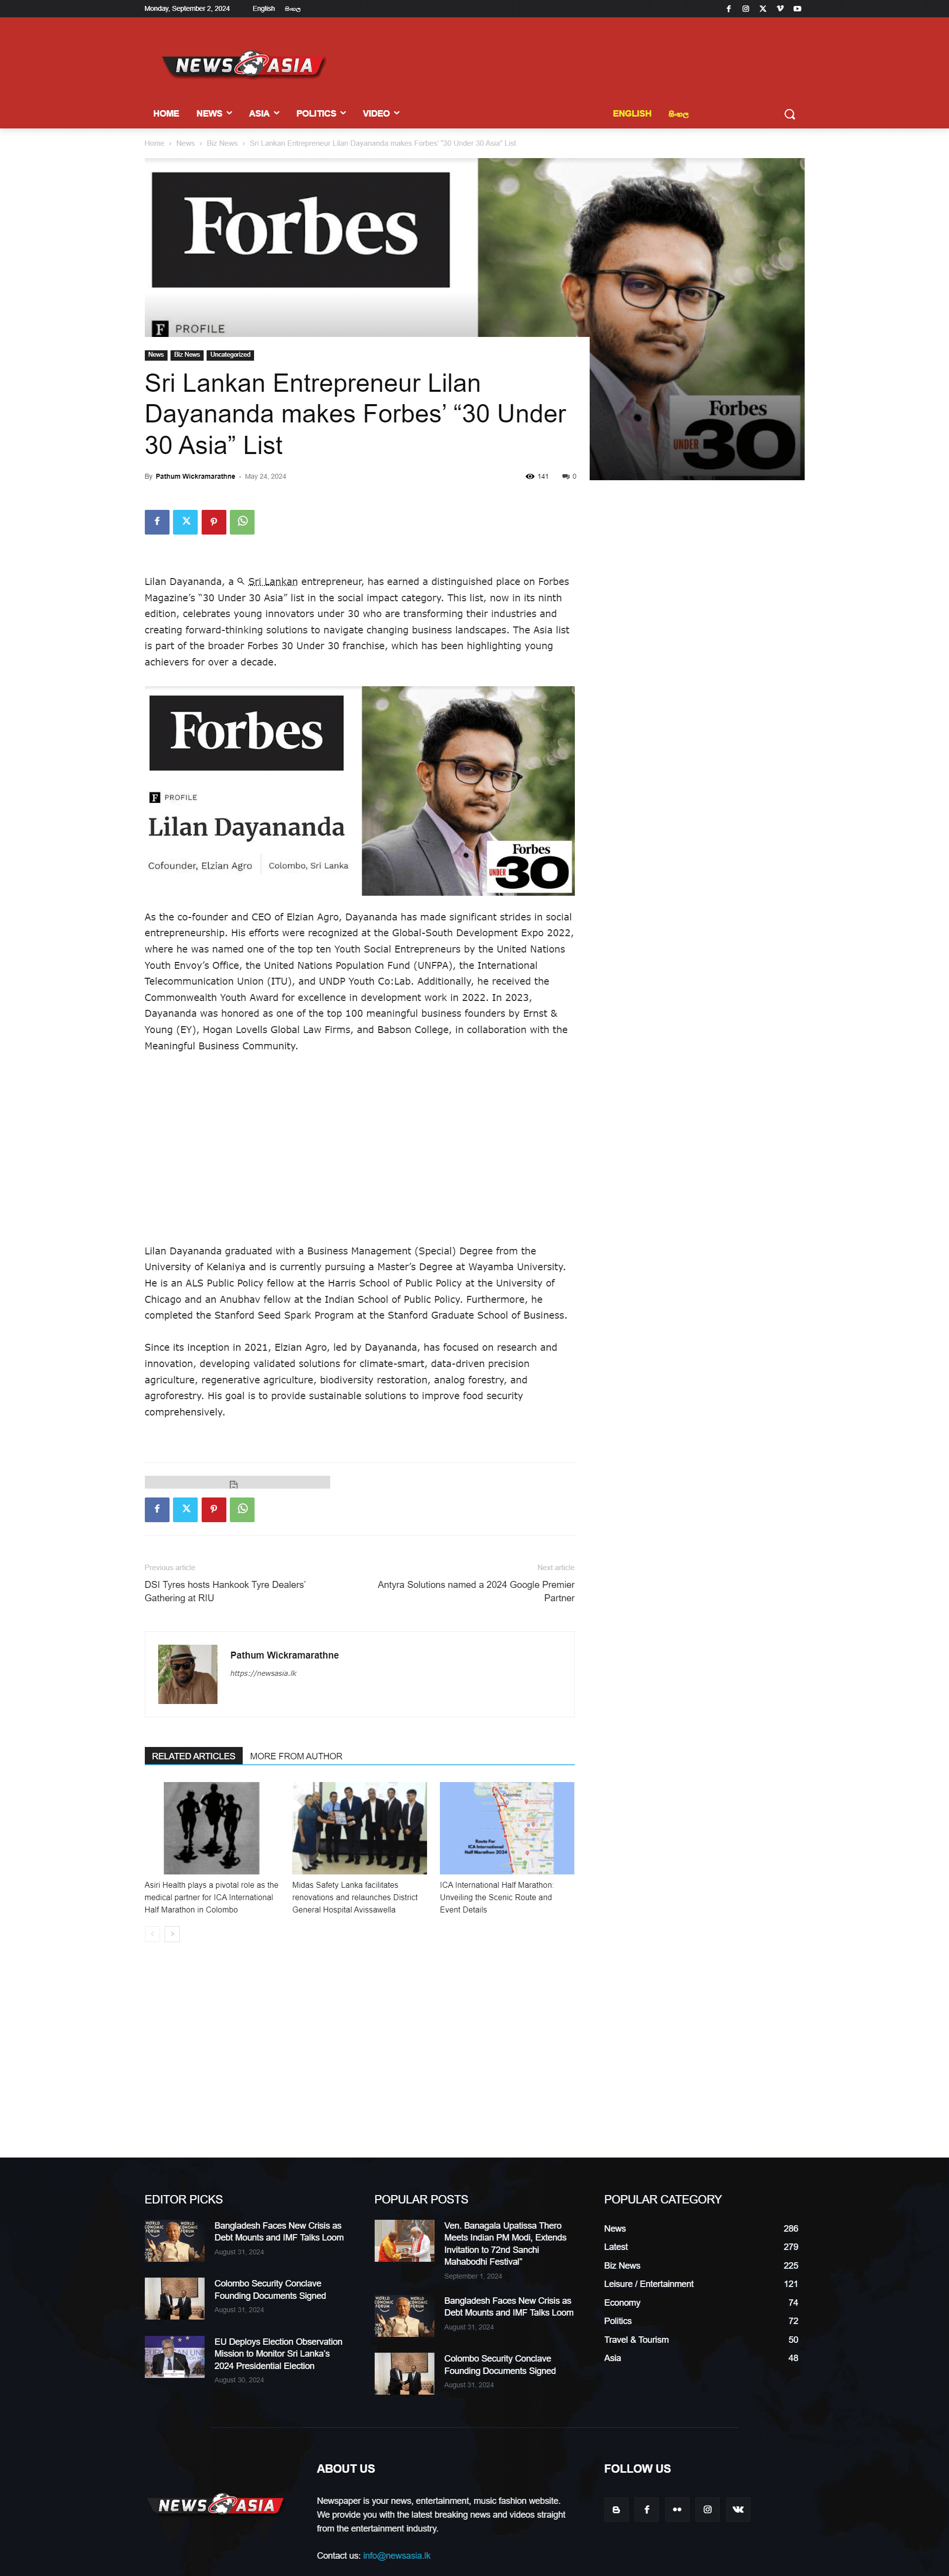 Monday, September 2, 2024 English සිංහල
NEWS ASIA
HOME NEWS ASIA POLITICS VIDEO ENGLISH සිංහල
Home › News › Biz News › Sri Lankan Entrepreneur Lilan Dayananda makes Forbes’ “30 Under 30 Asia” List
Forbes
F PROFILE
Forbes
UNDER 30
News Biz News Uncategorized
Sri Lankan Entrepreneur Lilan
Dayananda makes Forbes’ “30 Under
30 Asia” List
By Pathum Wickramarathne - May 24, 2024 141 0
Lilan Dayananda, a Sri Lankan entrepreneur, has earned a distinguished place on Forbes
Magazine’s “30 Under 30 Asia” list in the social impact category. This list, now in its ninth
edition, celebrates young innovators under 30 who are transforming their industries and
creating forward-thinking solutions to navigate changing business landscapes. The Asia list
is part of the broader Forbes 30 Under 30 franchise, which has been highlighting young
achievers for over a decade.
Forbes
F PROFILE
Lilan Dayananda
Cofounder, Elzian Agro Colombo, Sri Lanka
Forbes
UNDER 30
As the co-founder and CEO of Elzian Agro, Dayananda has made significant strides in social
entrepreneurship. His efforts were recognized at the Global-South Development Expo 2022,
where he was named one of the top ten Youth Social Entrepreneurs by the United Nations
Youth Envoy’s Office, the United Nations Population Fund (UNFPA), the International
Telecommunication Union (ITU), and UNDP Youth Co:Lab. Additionally, he received the
Commonwealth Youth Award for excellence in development work in 2022. In 2023,
Dayananda was honored as one of the top 100 meaningful business founders by Ernst &
Young (EY), Hogan Lovells Global Law Firms, and Babson College, in collaboration with the
Meaningful Business Community.
Lilan Dayananda graduated with a Business Management (Special) Degree from the
University of Kelaniya and is currently pursuing a Master’s Degree at Wayamba University.
He is an ALS Public Policy fellow at the Harris School of Public Policy at the University of
Chicago and an Anubhav fellow at the Indian School of Public Policy. Furthermore, he
completed the Stanford Seed Spark Program at the Stanford Graduate School of Business.
Since its inception in 2021, Elzian Agro, led by Dayananda, has focused on research and
innovation, developing validated solutions for climate-smart, data-driven precision
agriculture, regenerative agriculture, biodiversity restoration, analog forestry, and
agroforestry. His goal is to provide sustainable solutions to improve food security
comprehensively.
Previous article Next article
DSI Tyres hosts Hankook Tyre Dealers’
Gathering at RIU
Antyra Solutions named a 2024 Google Premier
Partner
Pathum Wickramarathne
https://newsasia.lk
RELATED ARTICLES MORE FROM AUTHOR
Route For
ICA International
Half Marathon 2024
Asiri Health plays a pivotal role as the
medical partner for ICA International
Half Marathon in Colombo
Midas Safety Lanka facilitates
renovations and relaunches District
General Hospital Avissawella
ICA International Half Marathon:
Unveiling the Scenic Route and
Event Details
EDITOR PICKS
Bangladesh Faces New Crisis as
Debt Mounts and IMF Talks Loom
August 31, 2024
Colombo Security Conclave
Founding Documents Signed
August 31, 2024
EU Deploys Election Observation
Mission to Monitor Sri Lanka’s
2024 Presidential Election
August 30, 2024
POPULAR POSTS
Ven. Banagala Upatissa Thero
Meets Indian PM Modi, Extends
Invitation to 72nd Sanchi
Mahabodhi Festival”
September 1, 2024
Bangladesh Faces New Crisis as
Debt Mounts and IMF Talks Loom
August 31, 2024
Colombo Security Conclave
Founding Documents Signed
August 31, 2024
POPULAR CATEGORY
News 286
Latest 279
Biz News 225
Leisure / Entertainment 121
Economy 74
Politics 72
Travel & Tourism 50
Asia 48
NEWS ASIA
ABOUT US
Newspaper is your news, entertainment, music fashion website.
We provide you with the latest breaking news and videos straight
from the entertainment industry.
Contact us: info@newsasia.lk
FOLLOW US